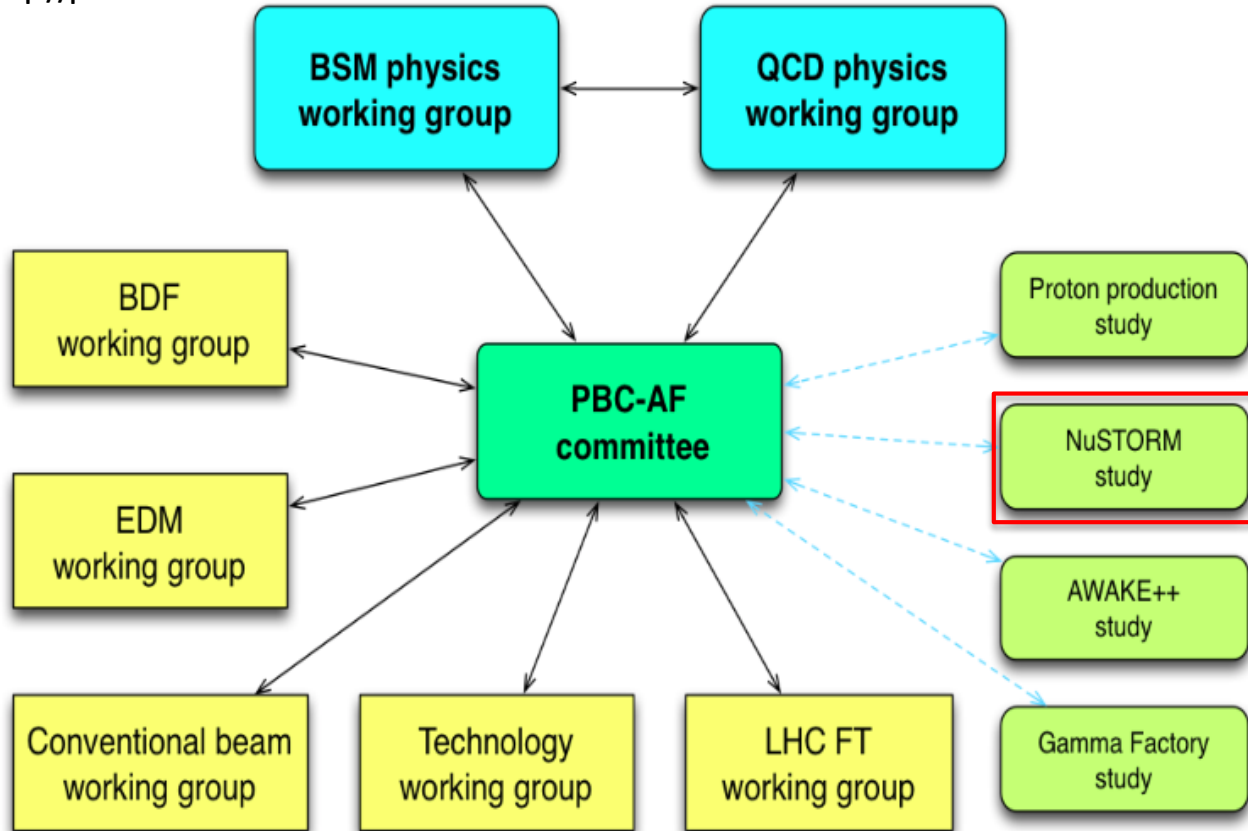 BSM physics
working group
QCD physics
working group
BDF
working group
Proton production
study
PBC-AF
committee
NuSTORM
study
EDM
working group
AWAKE++
study
Conventional beam
working group
Technology
working group
LHC FT
working group
Gamma Factory
study